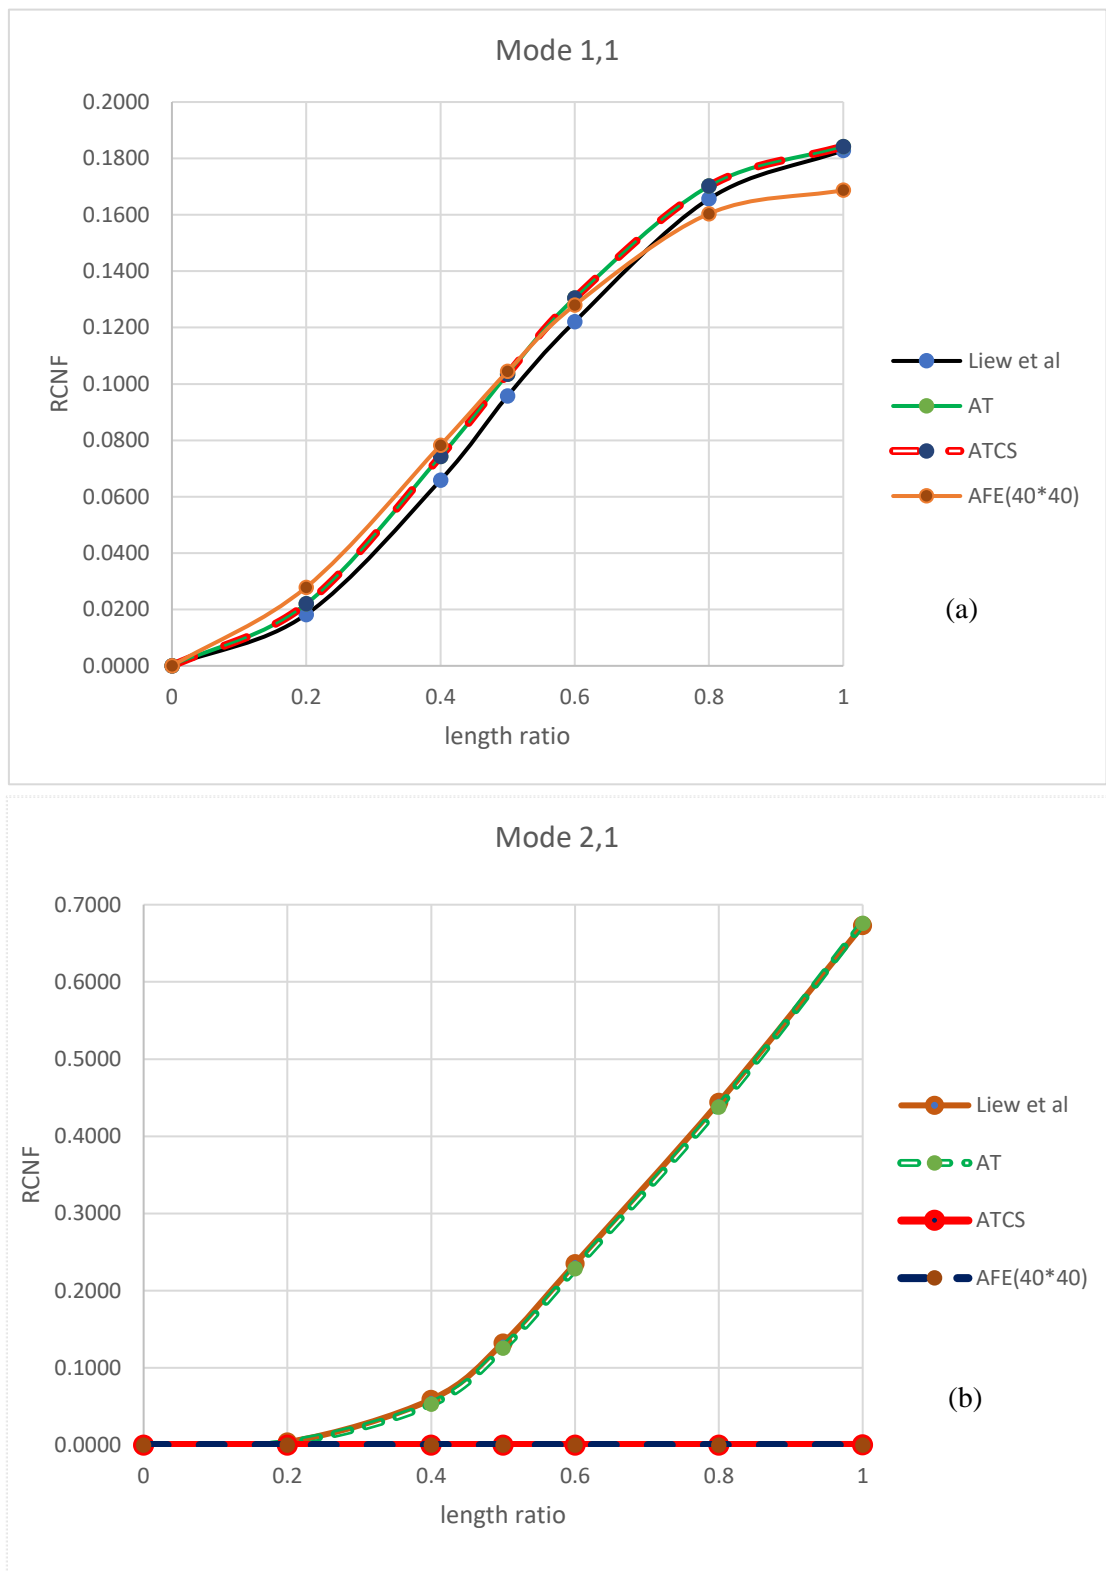 Mode 1,1
0.2000
0.1800
0.1600
0.1400
0.1200
0.1000
0.0800
0.0600
0.0400
0.0200
0.0000
RCNF
0 0.2 0.4 0.6 0.8 1
length ratio
Liew et al
AT
ATCS
AFE(40*40)
(a)
Mode 2,1
0.7000
0.6000
0.5000
0.4000
0.3000
0.2000
0.1000
0.0000
RCNF
0 0.2 0.4 0.6 0.8 1
length ratio
Liew et al
AT
ATCS
AFE(40*40)
(b)